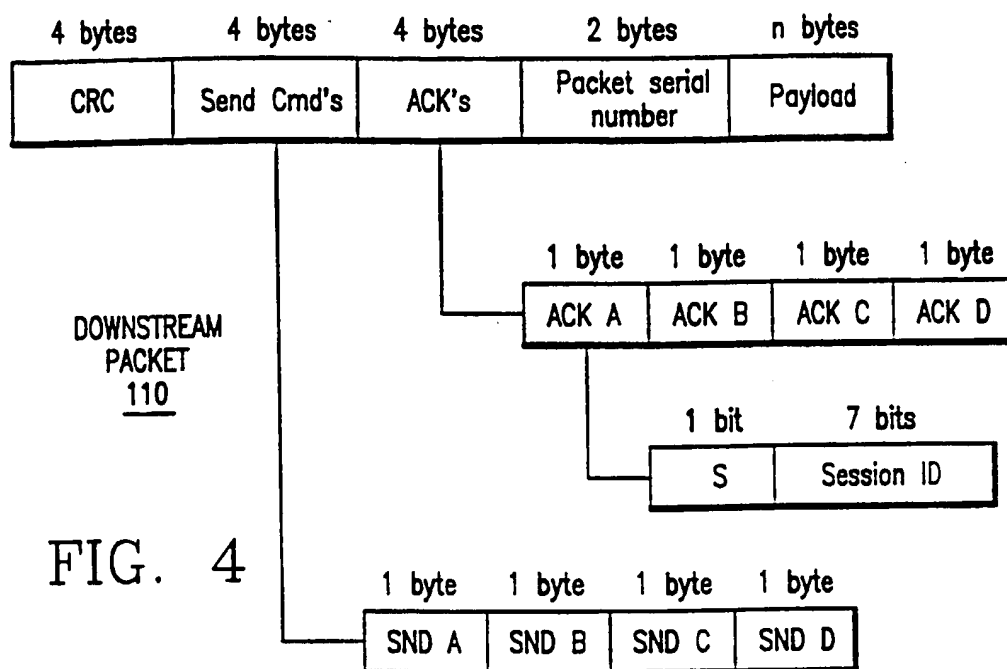 4 bytes 4 bytes 4 bytes 2 bytes n bytes
CRC Send Cmd's ACK's Packet serial number Payload
1 byte 1 byte 1 byte 1 byte
ACK A ACK B ACK C ACK D
DOWNSTREAM
PACKET
110
1 bit 7 bits
S Session ID
FIG. 4
1 byte 1 byte 1 byte 1 byte
SND A SND B SND C SND D